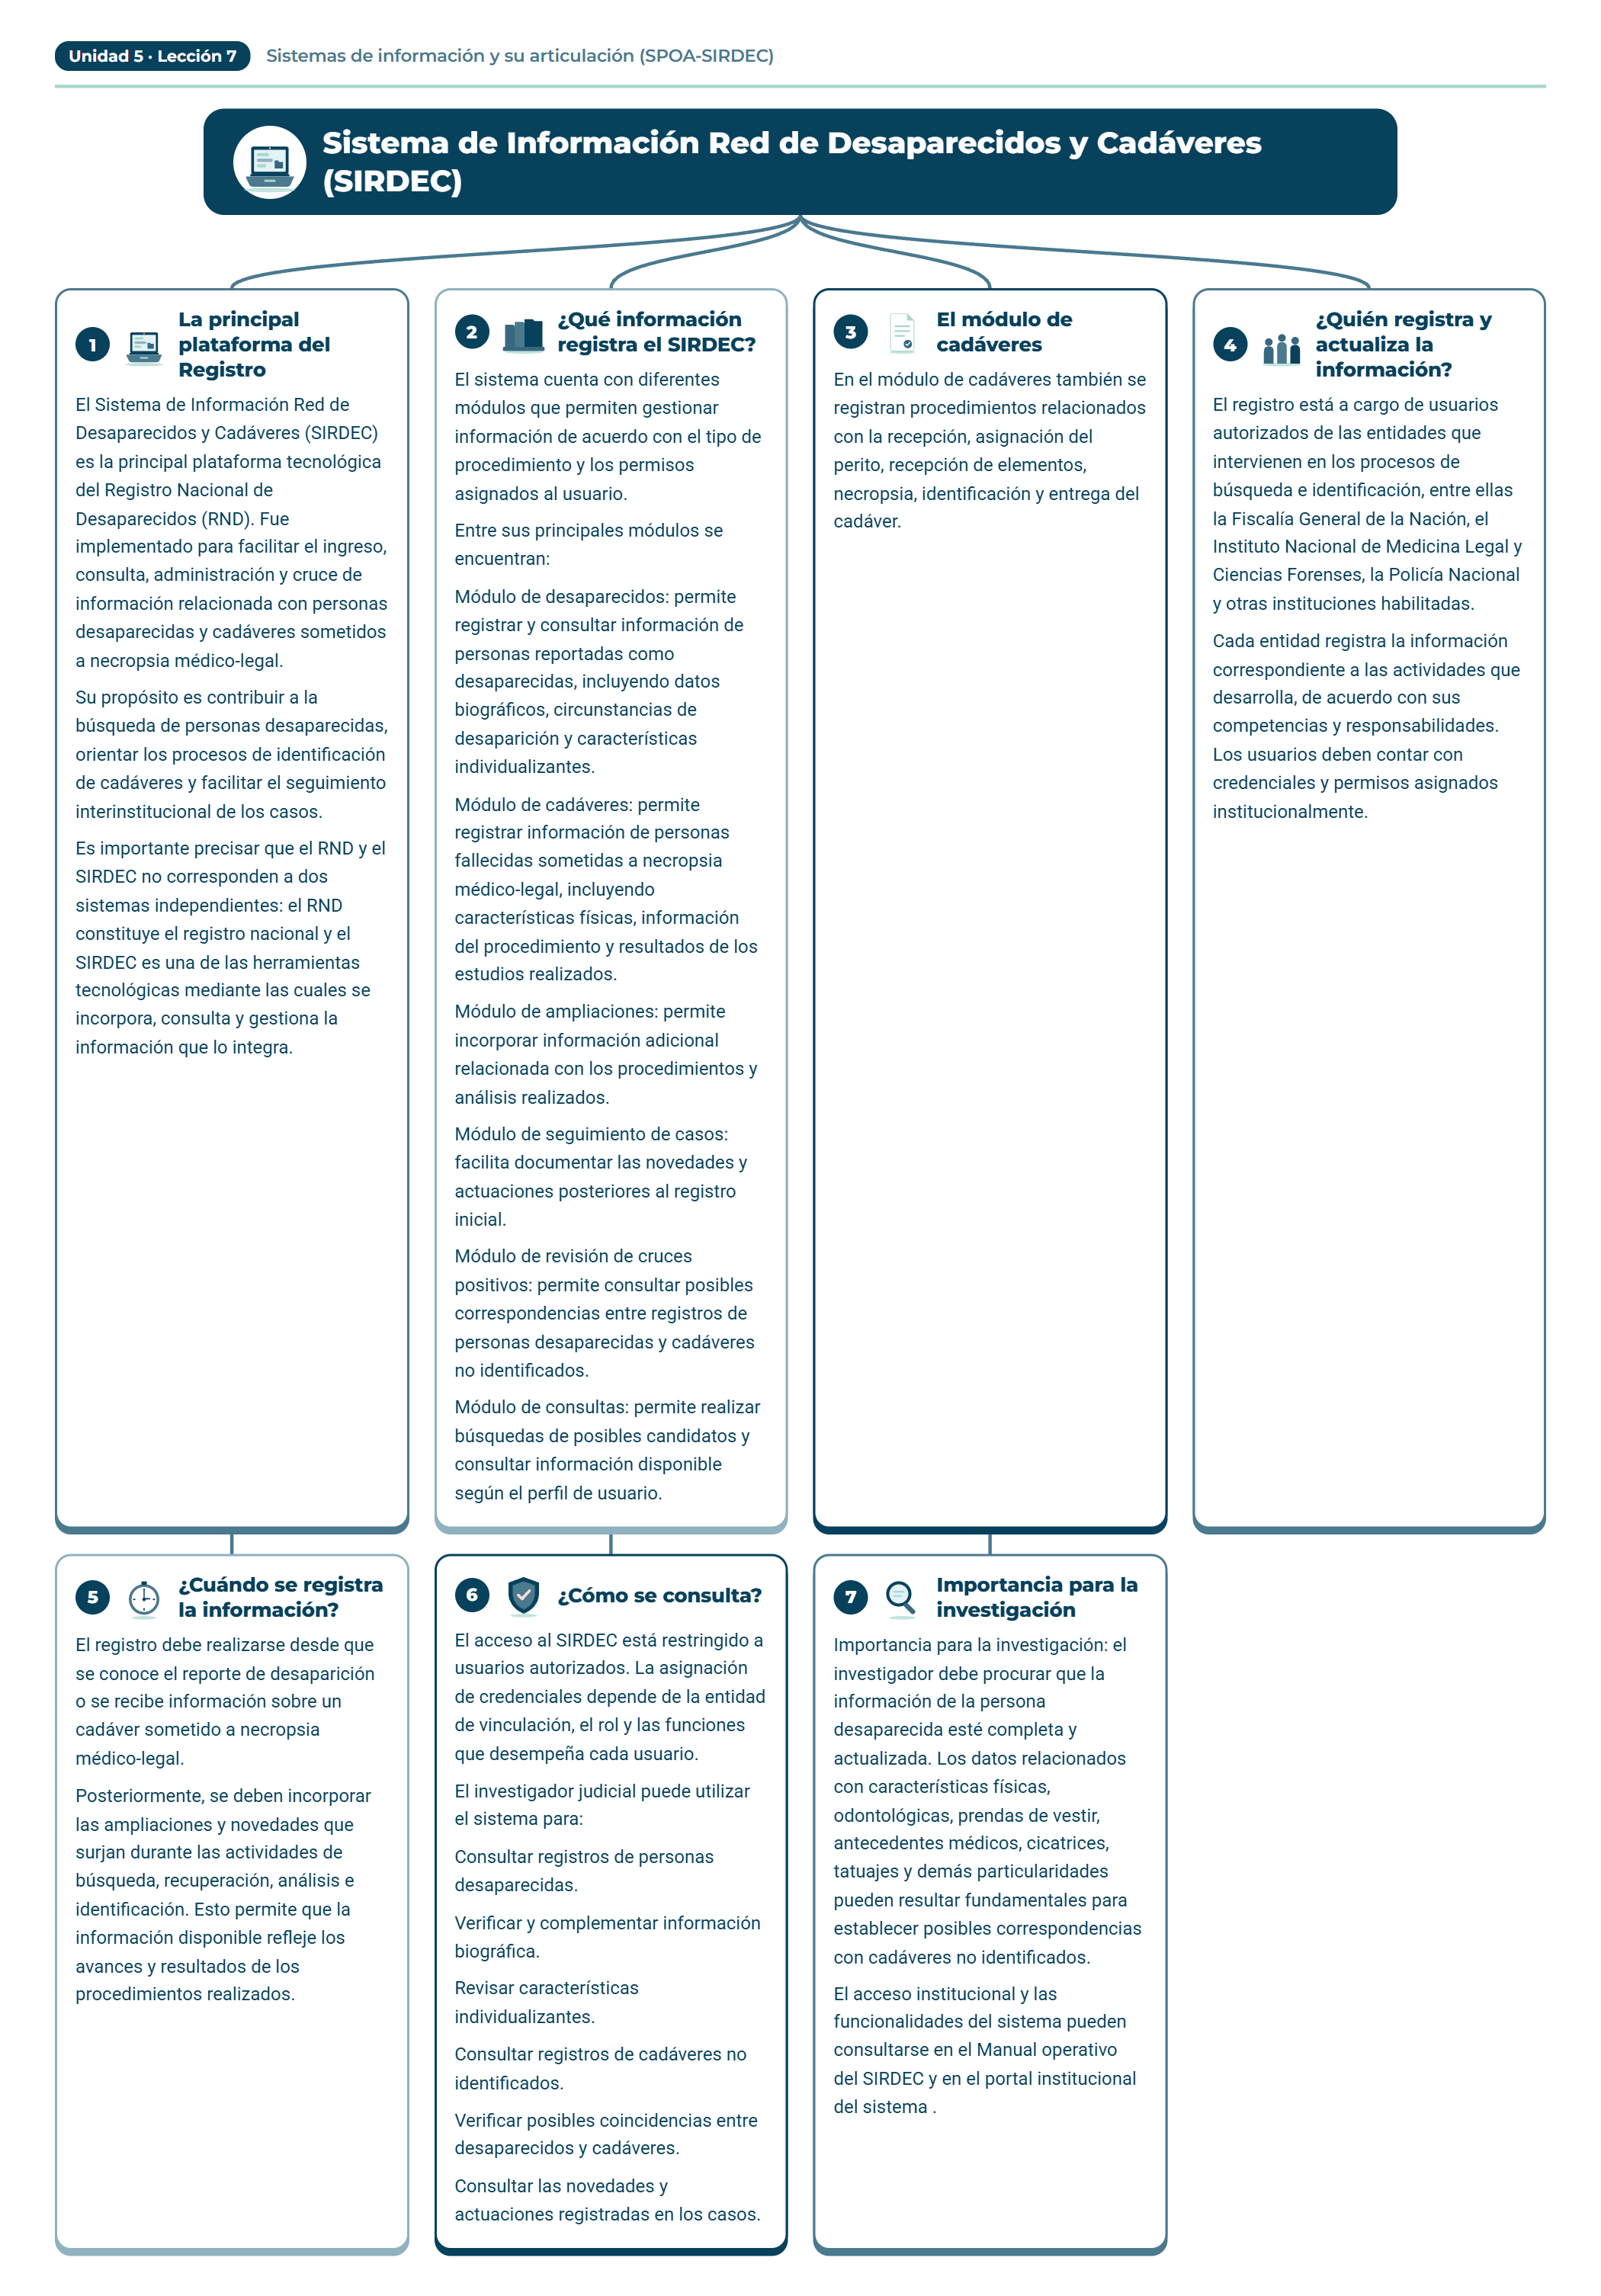 Unidad 5 · Lección 7
Sistemas de información y su articulación (SPOA-SIRDEC)
Sistema de Información Red de Desaparecidos y Cadáveres
(SIRDEC)
1
La principal
plataforma del
Registro
El Sistema de Información Red de
Desaparecidos y Cadáveres (SIRDEC)
es la principal plataforma tecnológica
del Registro Nacional de
Desaparecidos (RND). Fue
implementado para facilitar el ingreso,
consulta, administración y cruce de
información relacionada con personas
desaparecidas y cadáveres sometidos
a necropsia médico-legal.
Su propósito es contribuir a la
búsqueda de personas desaparecidas,
orientar los procesos de identificación
de cadáveres y facilitar el seguimiento
interinstitucional de los casos.
Es importante precisar que el RND y el
SIRDEC no corresponden a dos
sistemas independientes: el RND
constituye el registro nacional y el
SIRDEC es una de las herramientas
tecnológicas mediante las cuales se
incorpora, consulta y gestiona la
información que lo integra.
2
¿Qué información
registra el SIRDEC?
El sistema cuenta con diferentes
módulos que permiten gestionar
información de acuerdo con el tipo de
procedimiento y los permisos
asignados al usuario.
Entre sus principales módulos se
encuentran:
Módulo de desaparecidos: permite
registrar y consultar información de
personas reportadas como
desaparecidas, incluyendo datos
biográficos, circunstancias de
desaparición y características
individualizantes.
Módulo de cadáveres: permite
registrar información de personas
fallecidas sometidas a necropsia
médico-legal, incluyendo
características físicas, información
del procedimiento y resultados de los
estudios realizados.
Módulo de ampliaciones: permite
incorporar información adicional
relacionada con los procedimientos y
análisis realizados.
Módulo de seguimiento de casos:
facilita documentar las novedades y
actuaciones posteriores al registro
inicial.
Módulo de revisión de cruces
positivos: permite consultar posibles
correspondencias entre registros de
personas desaparecidas y cadáveres
no identificados.
Módulo de consultas: permite realizar
búsquedas de posibles candidatos y
consultar información disponible
según el perfil de usuario.
3
El módulo de
cadáveres
En el módulo de cadáveres también se
registran procedimientos relacionados
con la recepción, asignación del
perito, recepción de elementos,
necropsia, identificación y entrega del
cadáver.
4
¿Quién registra y
actualiza la
información?
El registro está a cargo de usuarios
autorizados de las entidades que
intervienen en los procesos de
búsqueda e identificación, entre ellas
la Fiscalía General de la Nación, el
Instituto Nacional de Medicina Legal y
Ciencias Forenses, la Policía Nacional
y otras instituciones habilitadas.
Cada entidad registra la información
correspondiente a las actividades que
desarrolla, de acuerdo con sus
competencias y responsabilidades.
Los usuarios deben contar con
credenciales y permisos asignados
institucionalmente.
5
¿Cuándo se registra
la información?
El registro debe realizarse desde que
se conoce el reporte de desaparición
o se recibe información sobre un
cadáver sometido a necropsia
médico-legal.
Posteriormente, se deben incorporar
las ampliaciones y novedades que
surjan durante las actividades de
búsqueda, recuperación, análisis e
identificación. Esto permite que la
información disponible refleje los
avances y resultados de los
procedimientos realizados.
6
¿Cómo se consulta?
El acceso al SIRDEC está restringido a
usuarios autorizados. La asignación
de credenciales depende de la entidad
de vinculación, el rol y las funciones
que desempeña cada usuario.
El investigador judicial puede utilizar
el sistema para:
Consultar registros de personas
desaparecidas.
Verificar y complementar información
biográfica.
Revisar características
individualizantes.
Consultar registros de cadáveres no
identificados.
Verificar posibles coincidencias entre
desaparecidos y cadáveres.
Consultar las novedades y
actuaciones registradas en los casos.
7
Importancia para la
investigación
Importancia para la investigación: el
investigador debe procurar que la
información de la persona
desaparecida esté completa y
actualizada. Los datos relacionados
con características físicas,
odontológicas, prendas de vestir,
antecedentes médicos, cicatrices,
tatuajes y demás particularidades
pueden resultar fundamentales para
establecer posibles correspondencias
con cadáveres no identificados.
El acceso institucional y las
funcionalidades del sistema pueden
consultarse en el Manual operativo
del SIRDEC y en el portal institucional
del sistema .